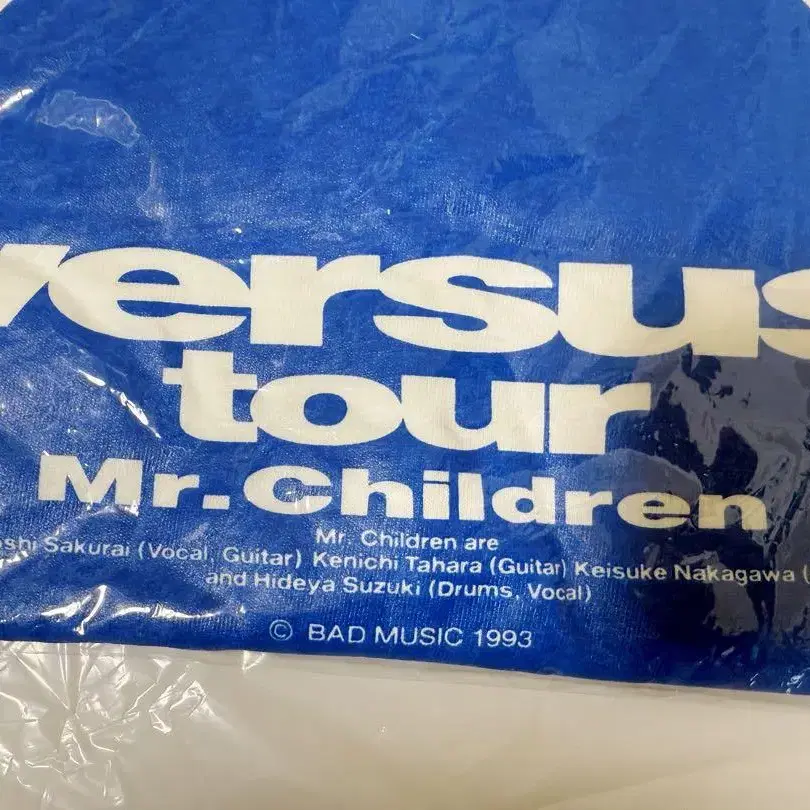 versus
tour
Mr.Children
Mr. Children are
Sakurai (Vocal, Guitar) Kenichi Tahara (Guitar) Keisuke Nakagawa (
and Hideya Suzuki (Drums, Vocal)
© BAD MUSIC 1993